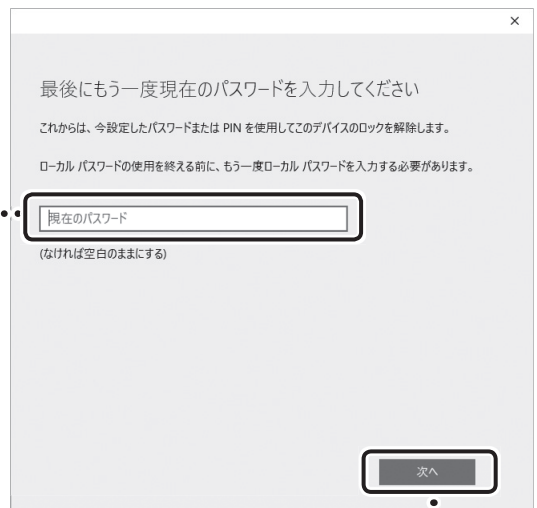 最後にもう一度現在のパスワードを入力してください
これからは、今設定したパスワードまたは PIN を使用してこのデバイスのロックを解除します。
ローカル パスワードの使用を終える前に、もう一度ローカル パスワードを入力する必要があります。
現在のパスワード
(なければ空白のままにする)
次へ